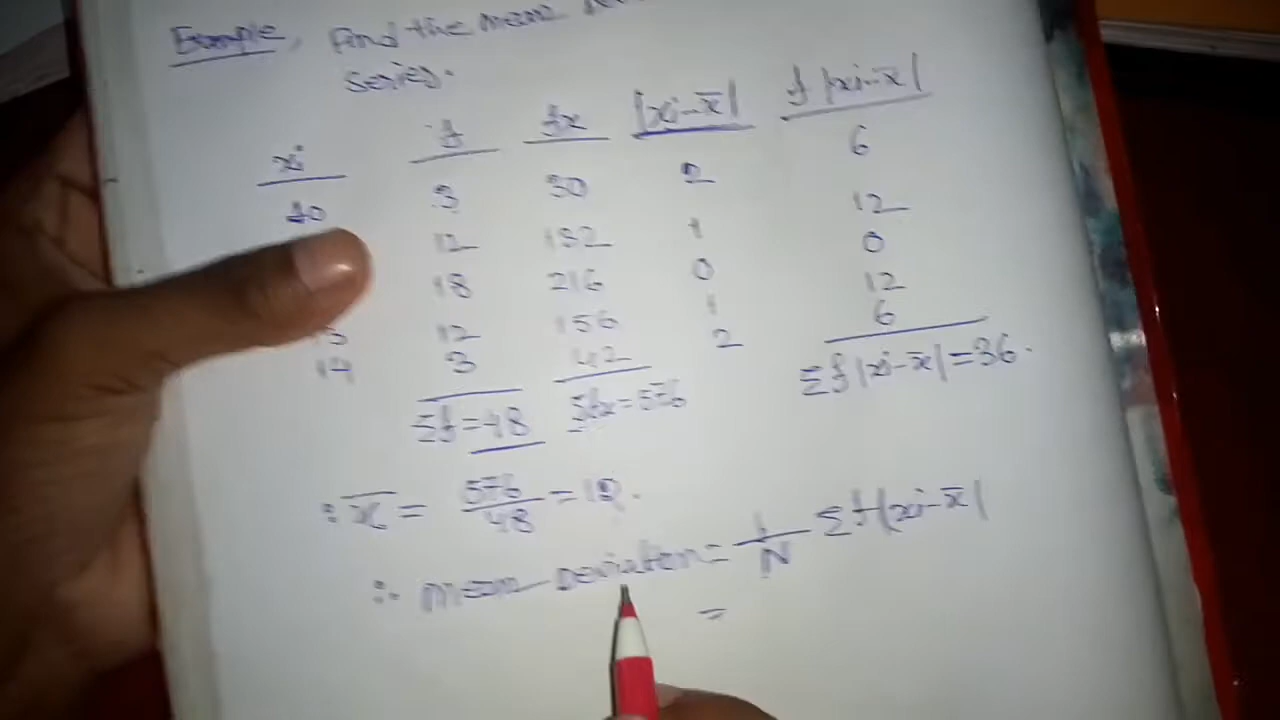 Example, Find the mean
series.
xi f fx |xi-x̄| f |xi-x̄|
10 3 30 2 6
12 132 1 12
18 216 0 0
12 156 1 12
14 3 42 2 6
Σf=48 Σfx=576 Σf|xi-x̄|=36.
∴ x̄ = 576/48 = 12.
∴ mean Deviation = 1/N Σf|xi-x̄|
=